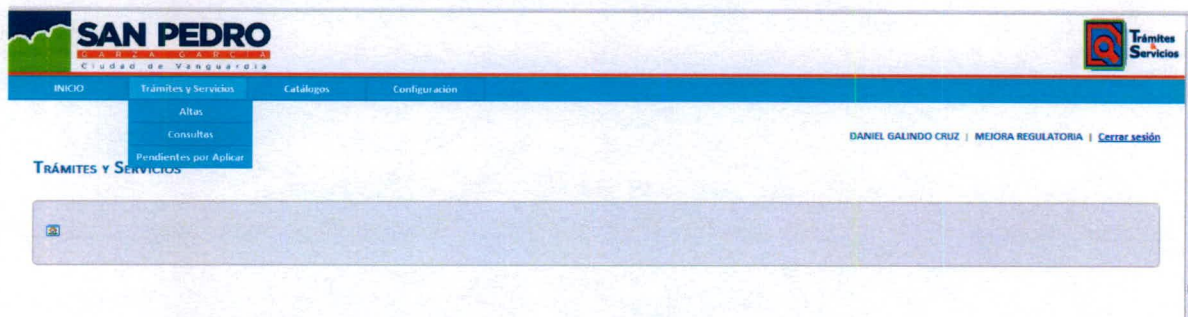 SAN PEDRO
GARZA GARCIA
Ciudad de Vanguardia
Trámites
&
Servicios
INICIO Trámites y Servicios Catálogos Configuración
Altas
Consultas
Pendientes por Aplicar
DANIEL GALINDO CRUZ | MEJORA REGULATORIA | Cerrar sesión
TRÁMITES Y SERVICIOS